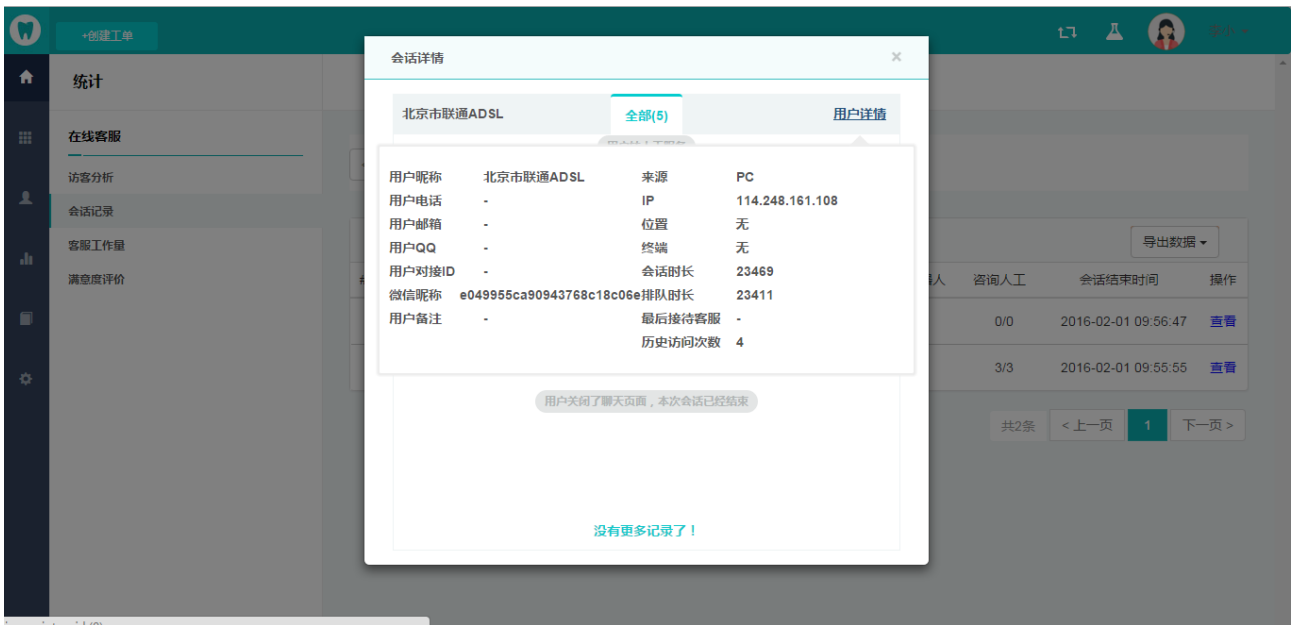 +创建工单
统计
在线客服
访客分析
会话记录
客服工作量
满意度评价
会话详情
×
北京市联通ADSL 全部(5) 用户详情
用户昵称 北京市联通ADSL 来源 PC
用户电话 - IP 114.248.161.108
用户邮箱 - 位置 无
用户QQ - 终端 无
用户对接ID - 会话时长 23469
微信昵称 e049955ca90943768c18c06e 排队时长 23411
用户备注 - 最后接待客服 -
历史访问次数 4
用户关闭了聊天页面，本次会话已经结束
没有更多记录了！
导出数据
人 咨询人工 会话结束时间 操作
0/0 2016-02-01 09:56:47 查看
3/3 2016-02-01 09:55:55 查看
共2条 <上一页 1 下一页>